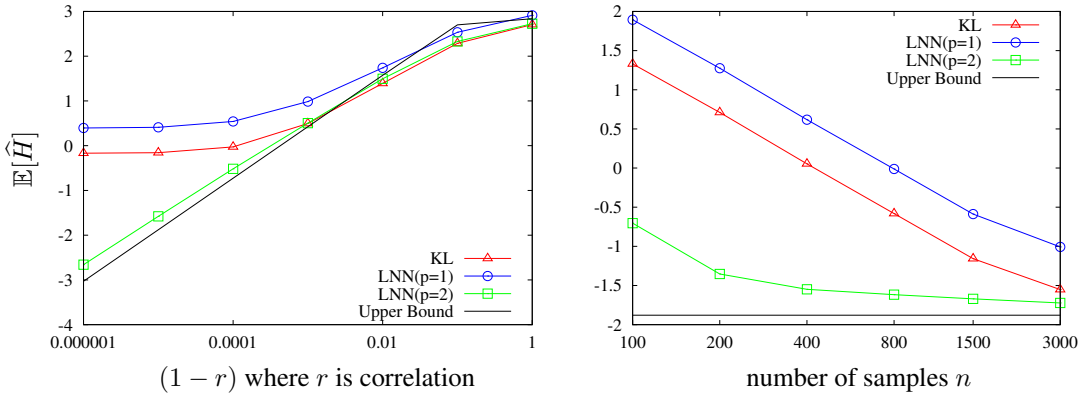 3
2
1
0
-1
-2
-3
-4
𝔼[Ĥ]
KL
LNN(p=1)
LNN(p=2)
Upper Bound
0.000001
0.0001
0.01
1
(1 − r) where r is correlation
2
1.5
1
0.5
0
-0.5
-1
-1.5
-2
KL
LNN(p=1)
LNN(p=2)
Upper Bound
100
200
400
800
1500
3000
number of samples n